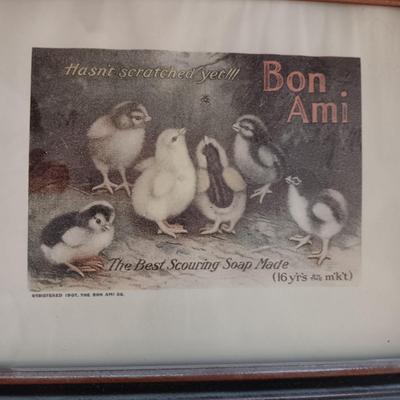 Hasn't scratched yet!!!
Bon
Ami
The Best Scouring Soap Made
(16 yr's on the m'k't)
REGISTERED 1907, THE BON AMI CO.